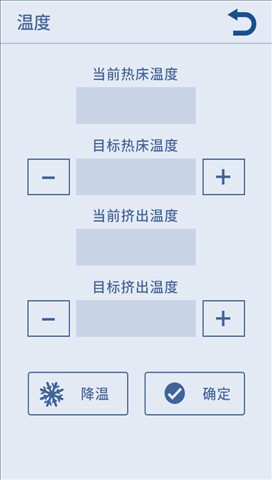 温度
当前热床温度
目标热床温度
− +
当前挤出温度
目标挤出温度
− +
降温 确定